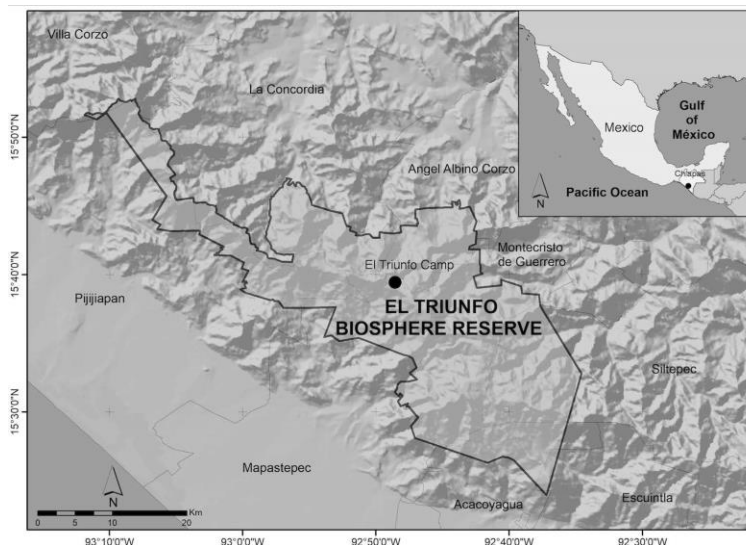 Villa Corzo
La Concordia
Angel Albino Corzo
Mexico
Gulf
of
México
Chiapas
Pacific Ocean
N
Montecristo
de Guerrero
El Triunfo Camp
EL TRIUNFO
BIOSPHERE RESERVE
Pijijiapan
Siltepec
Mapastepec
Acacoyagua
Escuintla
N
0 5 10 20
Km
15°50'0"N
15°40'0"N
15°30'0"N
93°10'0"W
93°0'0"W
92°50'0"W
92°40'0"W
92°30'0"W